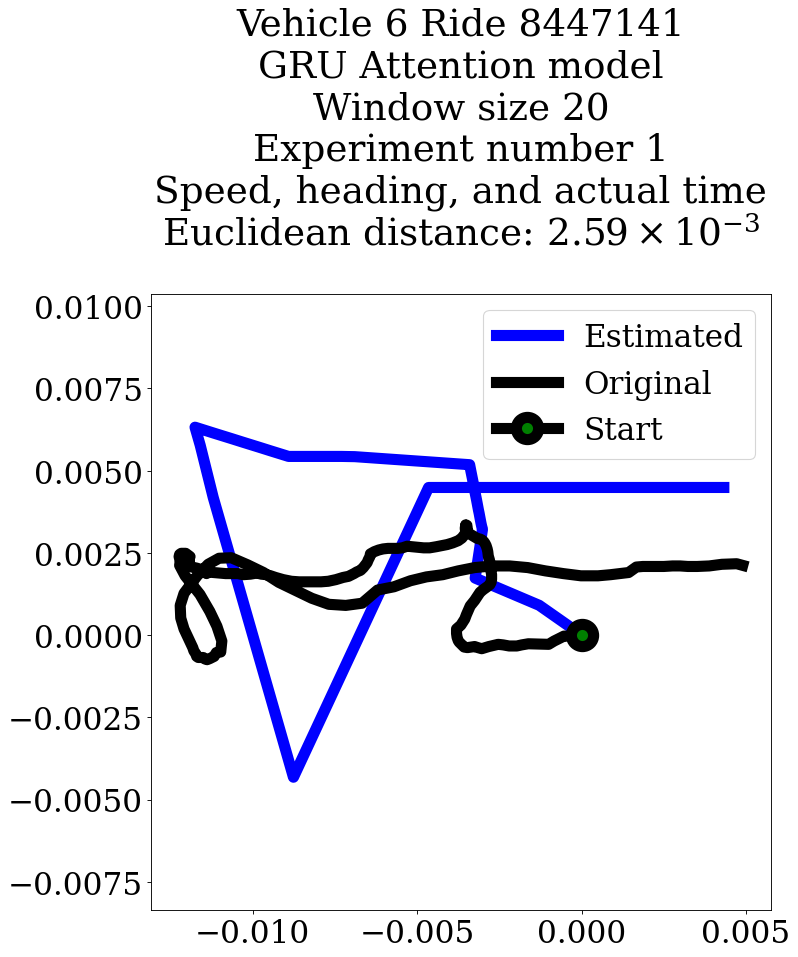 Vehicle 6 Ride 8447141
GRU Attention model
Window size 20
Experiment number 1
Speed, heading, and actual time
Euclidean distance: 2.59 × 10⁻³
Estimated
Original
Start
0.0100
0.0075
0.0050
0.0025
0.0000
−0.0025
−0.0050
−0.0075
−0.010
−0.005
0.000
0.005